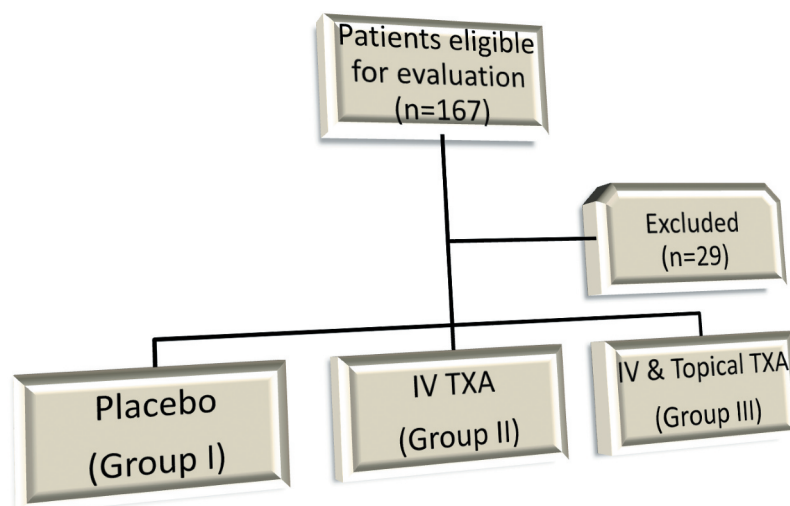 Patients eligible
for evaluation
(n=167)
Excluded
(n=29)
Placebo
(Group I)
IV TXA
(Group II)
IV & Topical TXA
(Group III)